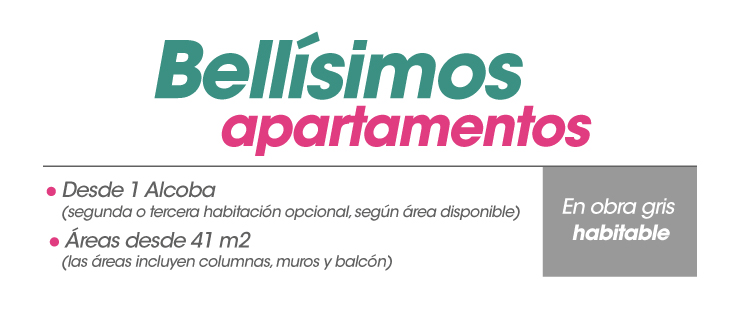 Bellísimos
apartamentos
• Desde 1 Alcoba
(segunda o tercera habitación opcional, según área disponible)
• Áreas desde 41 m2
(las áreas incluyen columnas, muros y balcón)
En obra gris
habitable